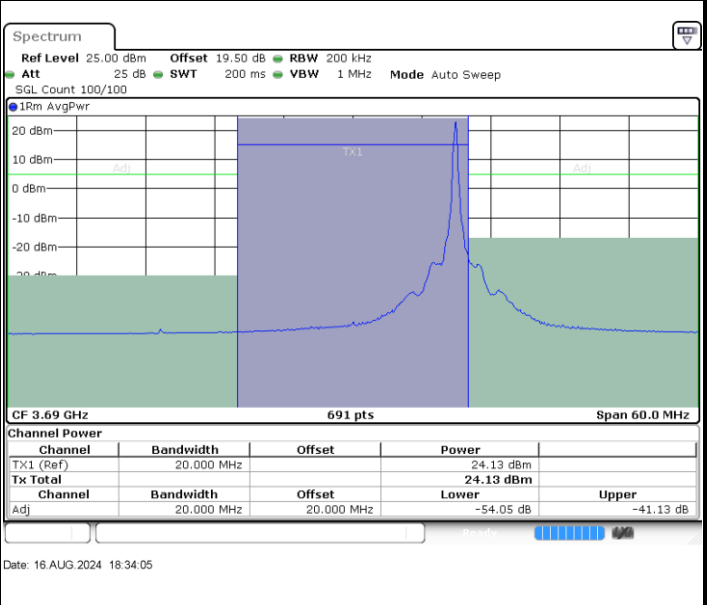 Spectrum
Ref Level 25.00 dBm Offset 19.50 dB RBW 200 kHz
Att 25 dB SWT 200 ms VBW 1 MHz Mode Auto Sweep
SGL Count 100/100
1Rm AvgPwr
20 dBm
TX1
10 dBm
Adj Adj
0 dBm
-10 dBm
-20 dBm
CF 3.69 GHz 691 pts Span 60.0 MHz
Channel Power
Channel Bandwidth Offset Power
TX1 (Ref) 20.000 MHz 24.13 dBm
Tx Total 24.13 dBm
Channel Bandwidth Offset Lower Upper
Adj 20.000 MHz 20.000 MHz -54.05 dB -41.13 dB
Ready
Date: 16.AUG.2024 18:34:05